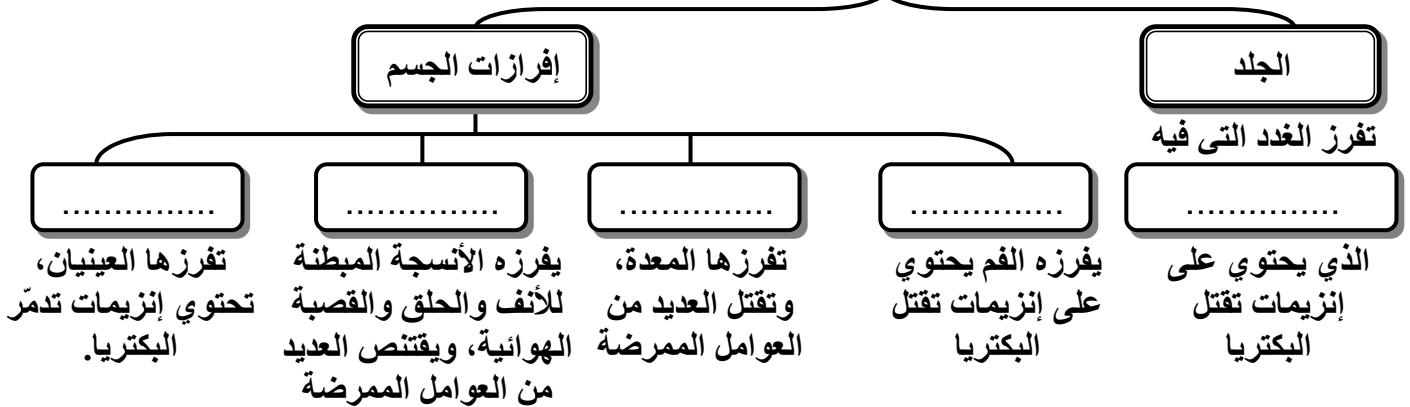 الجلد
إفرازات الجسم
تفرز الغدد التى فيه
...............
...............
...............
...............
...............
الذي يحتوي على
إنزيمات تقتل
البكتريا
يفرزه الفم يحتوي
على إنزيمات تقتل
البكتريا
تفرزها المعدة،
وتقتل العديد من
العوامل الممرضة
يفرزه الأنسجة المبطنة
للأنف والحلق والقصبة
الهوائية، ويقتنص العديد
من العوامل الممرضة
تفرزها العينيان،
تحتوي إنزيمات تدمّر
البكتريا.